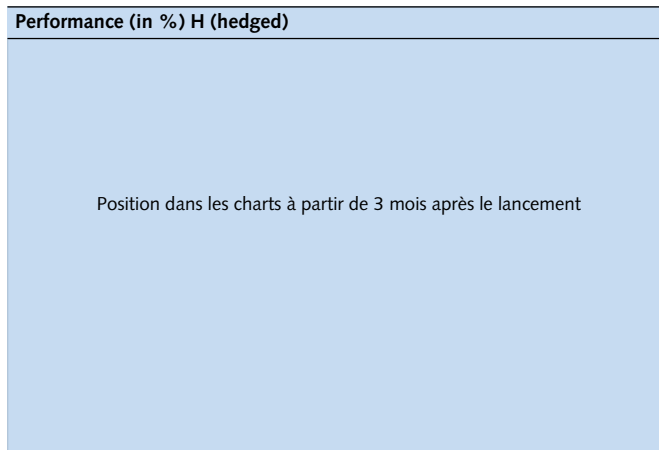 Performance (in %) H (hedged)
Position dans les charts à partir de 3 mois après le lancement